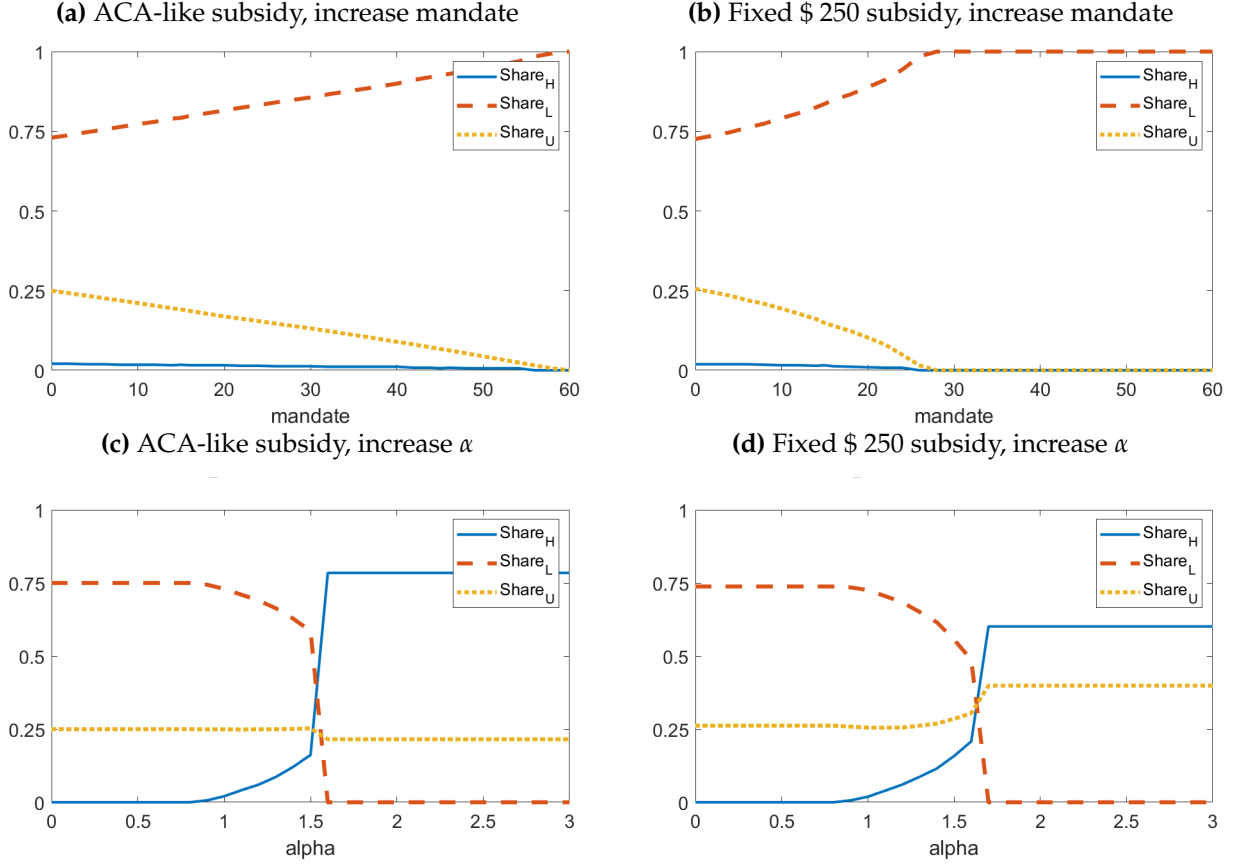 (a) ACA-like subsidy, increase mandate
1
0.75
0.5
0.25
0
0 10 20 30 40 50 60
mandate
Share_H
Share_L
Share_U
(b) Fixed $ 250 subsidy, increase mandate
1
0.75
0.5
0.25
0
0 10 20 30 40 50 60
mandate
Share_H
Share_L
Share_U
(c) ACA-like subsidy, increase α
1
0.75
0.5
0.25
0
0 0.5 1 1.5 2 2.5 3
alpha
Share_H
Share_L
Share_U
(d) Fixed $ 250 subsidy, increase α
1
0.75
0.5
0.25
0
0 0.5 1 1.5 2 2.5 3
alpha
Share_H
Share_L
Share_U